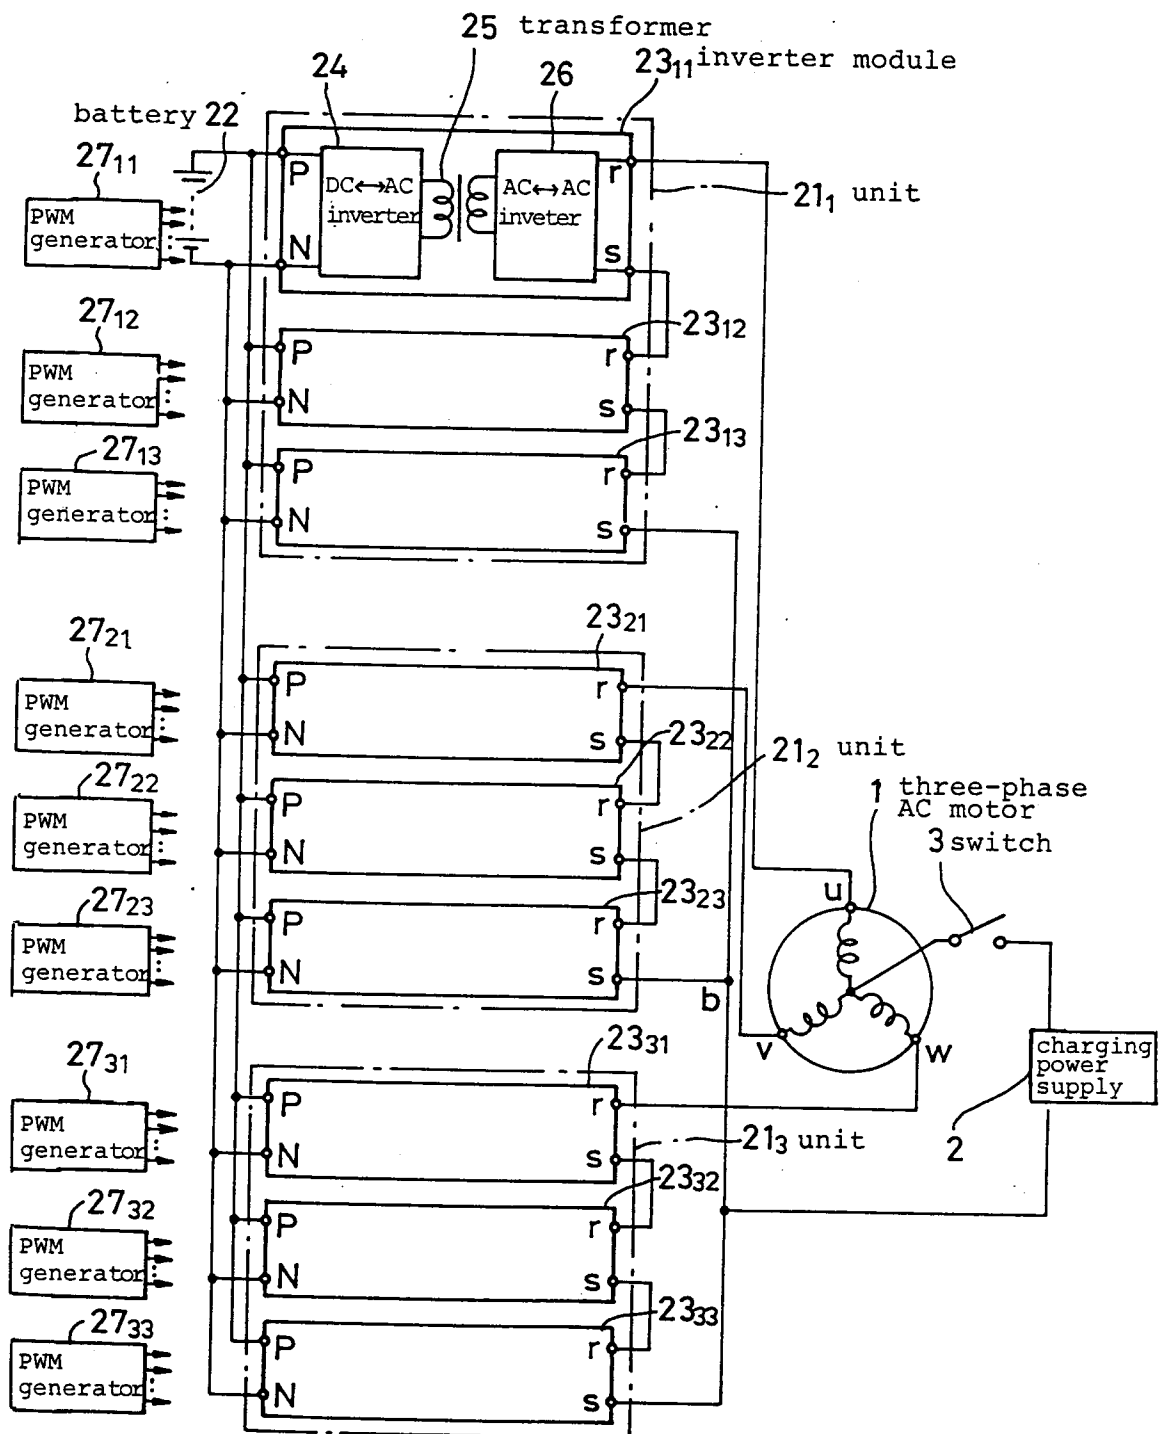 25 transformer
23₁₁ inverter module
24
26
battery 22
27₁₁
PWM
generator
P
N
DC↔AC
inverter
AC↔AC
inveter
r
s
21₁ unit
27₁₂
PWM
generator
P
N
r
s
23₁₂
27₁₃
PWM
generator
P
N
r
s
23₁₃
27₂₁
PWM
generator
P
N
r
s
23₂₁
27₂₂
PWM
generator
P
N
r
s
23₂₂
21₂ unit
1 three-phase
AC motor
3 switch
27₂₃
PWM
generator
P
N
r
s
23₂₃
b
u
v
w
charging
power
supply
2
27₃₁
PWM
generator
P
N
r
s
23₃₁
21₃ unit
27₃₂
PWM
generator
P
N
r
s
23₃₂
27₃₃
PWM
generator
P
N
r
s
23₃₃